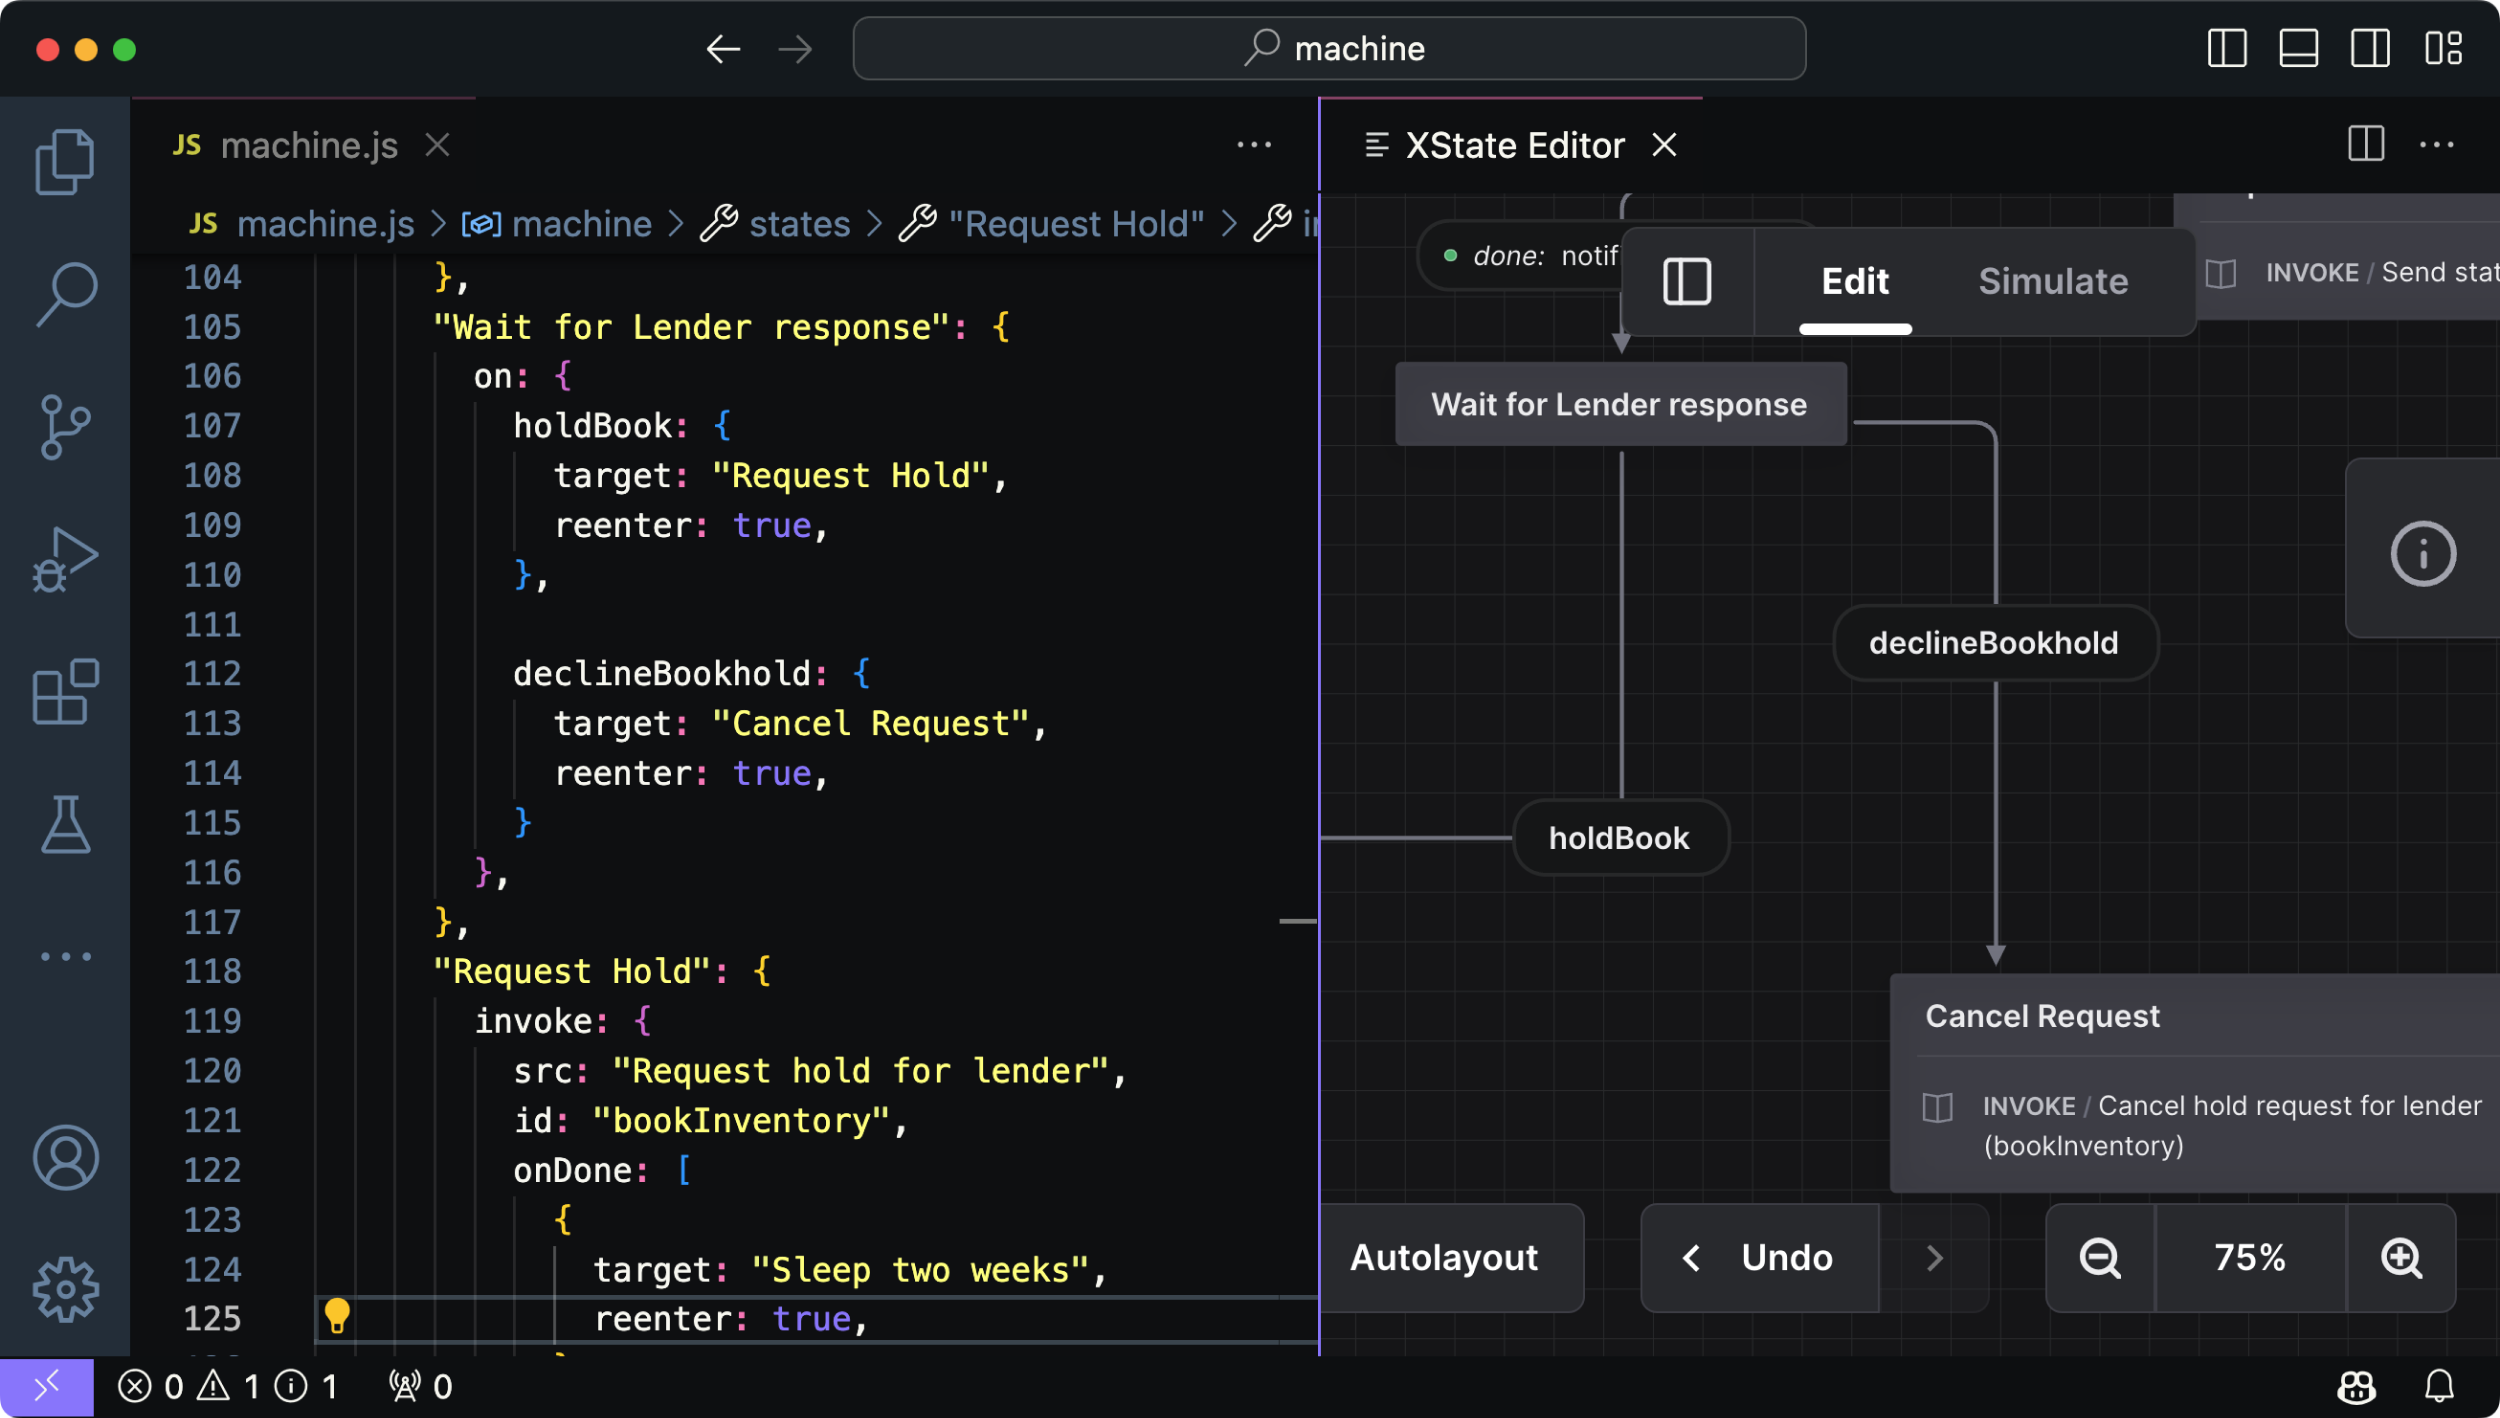 machine
JS machine.js
JS machine.js > machine > states > "Request Hold" >
104 },
105 "Wait for Lender response": {
106 on: {
107 holdBook: {
108 target: "Request Hold",
109 reenter: true,
110 },
111
112 declineBookhold: {
113 target: "Cancel Request",
114 reenter: true,
115 }
116 },
117 },
118 "Request Hold": {
119 invoke: {
120 src: "Request hold for lender",
121 id: "bookInventory",
122 onDone: [
123 {
124 target: "Sleep two weeks",
125 reenter: true,
XState Editor
done: notif
Edit
Simulate
INVOKE / Send stat
Wait for Lender response
declineBookhold
holdBook
Cancel Request
INVOKE / Cancel hold request for lender
(bookInventory)
Autolayout
Undo
75%
0 1 1 0